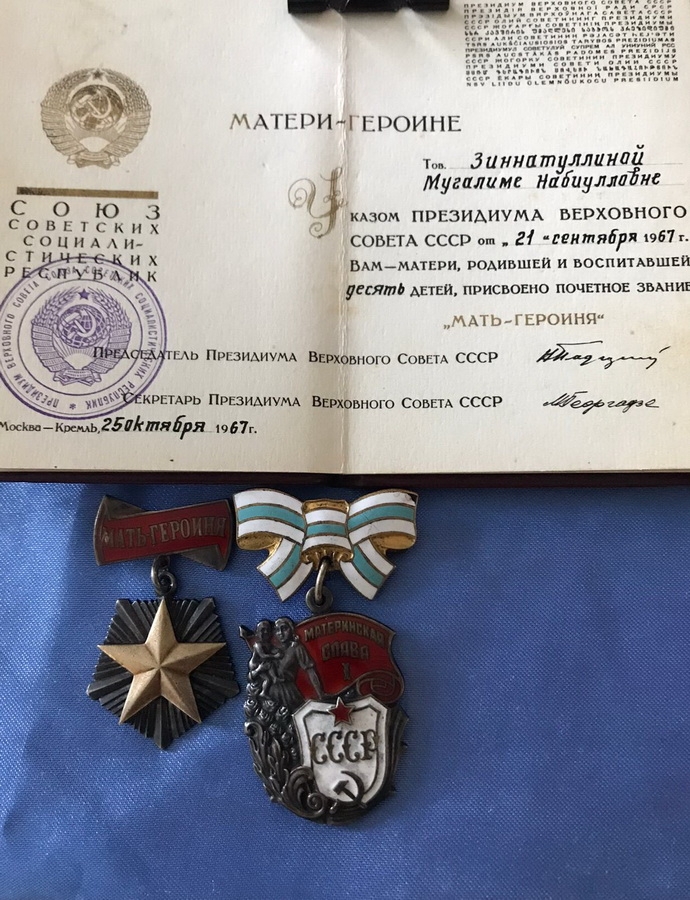 МАТЕРИ-ГЕРОИНЕ
Тов. Зиннатуллиной
Мугалиме Набиулловне
СОЮЗ
СОВЕТСКИХ
СОЦИАЛИ-
СТИЧЕСКИХ
РЕСПУБЛИК
УКАЗОМ ПРЕЗИДИУМА ВЕРХОВНОГО
СОВЕТА СССР от „21" сентября 1967 г.
ВАМ—МАТЕРИ, РОДИВШЕЙ И ВОСПИТАВШЕЙ
десять ДЕТЕЙ, ПРИСВОЕНО ПОЧЕТНОЕ ЗВАНИЕ
„МАТЬ-ГЕРОИНЯ"
ПРЕДСЕДАТЕЛЬ ПРЕЗИДИУМА ВЕРХОВНОГО СОВЕТА СССР
СЕКРЕТАРЬ ПРЕЗИДИУМА ВЕРХОВНОГО СОВЕТА СССР МГеоргадзе
Москва—Кремль, 25 октября 1967 г.
МАТЬ-ГЕРОИНЯ
МАТЕРИНСКАЯ
СЛАВА
I
СССР